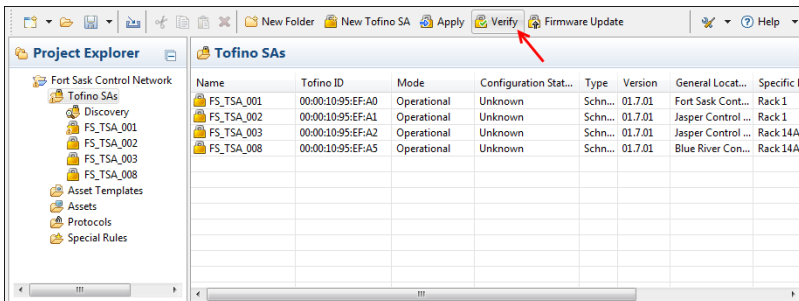 New Folder New Tofino SA Apply Verify Firmware Update Help
Project Explorer
Tofino SAs
Fort Sask Control Network
Tofino SAs
Discovery
FS_TSA_001
FS_TSA_002
FS_TSA_003
FS_TSA_008
Asset Templates
Assets
Protocols
Special Rules
Name Tofino ID Mode Configuration Stat... Type Version General Locat... Specific
FS_TSA_001 00:00:10:95:EF:A0 Operational Unknown Schn... 01.7.01 Fort Sask Cont... Rack 1
FS_TSA_002 00:00:10:95:EF:A1 Operational Unknown Schn... 01.7.01 Jasper Control ... Rack 1
FS_TSA_003 00:00:10:95:EF:A2 Operational Unknown Schn... 01.7.01 Jasper Control ... Rack 14A
FS_TSA_008 00:00:10:95:EF:A5 Operational Unknown Schn... 01.7.01 Blue River Con... Rack 14A